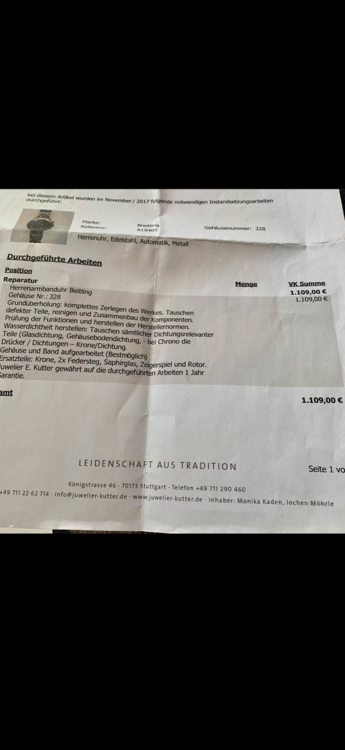 Bei diesem Artikel wurden im November / 2017 folgende notwendigen Instandsetzungsarbeiten
durchgeführt:
Marke: Breitling
Referenz: A19405 Gehäusenummer: 328
Herrenuhr, Edelstahl, Automatik, Metall
Durchgeführte Arbeiten
Position Menge VK Summe
Reparatur 1.109,00 €
Herrenarmbanduhr Beitling 1.109,00 €
Gehäuse Nr.: 328
Grundüberholung: komplettes Zerlegen des Werkes. Tauschen
defekter Teile, reinigen und Zusammenbau der Komponenten.
Prüfung der Funktionen und herstellen der Herstellernormen.
Wasserdichtheit herstellen: Tauschen sämtlicher Dichtungsrelevanter
Teile (Glasdichtung, Gehäusebodendichtung, - bei Chrono die
Drücker / Dichtungen – Krone/Dichtung.
Gehäuse und Band aufgearbeitet (Bestmöglich)
Ersatzteile: Krone, 2x Federsteg, Saphirglas, Zeigerspiel und Rotor.
Juwelier E. Kutter gewährt auf die durchgeführten Arbeiten 1 Jahr
Garantie.
amt 1.109,00 €
LEIDENSCHAFT AUS TRADITION
Seite 1 vo
Königstrasse 46 · 70173 Stuttgart · Telefon +49 711 290 460
+49 711 22 62 714 · info@juwelier-kutter.de · www.juwelier-kutter.de · Inhaber: Monika Kaden, Jochen Möhrle